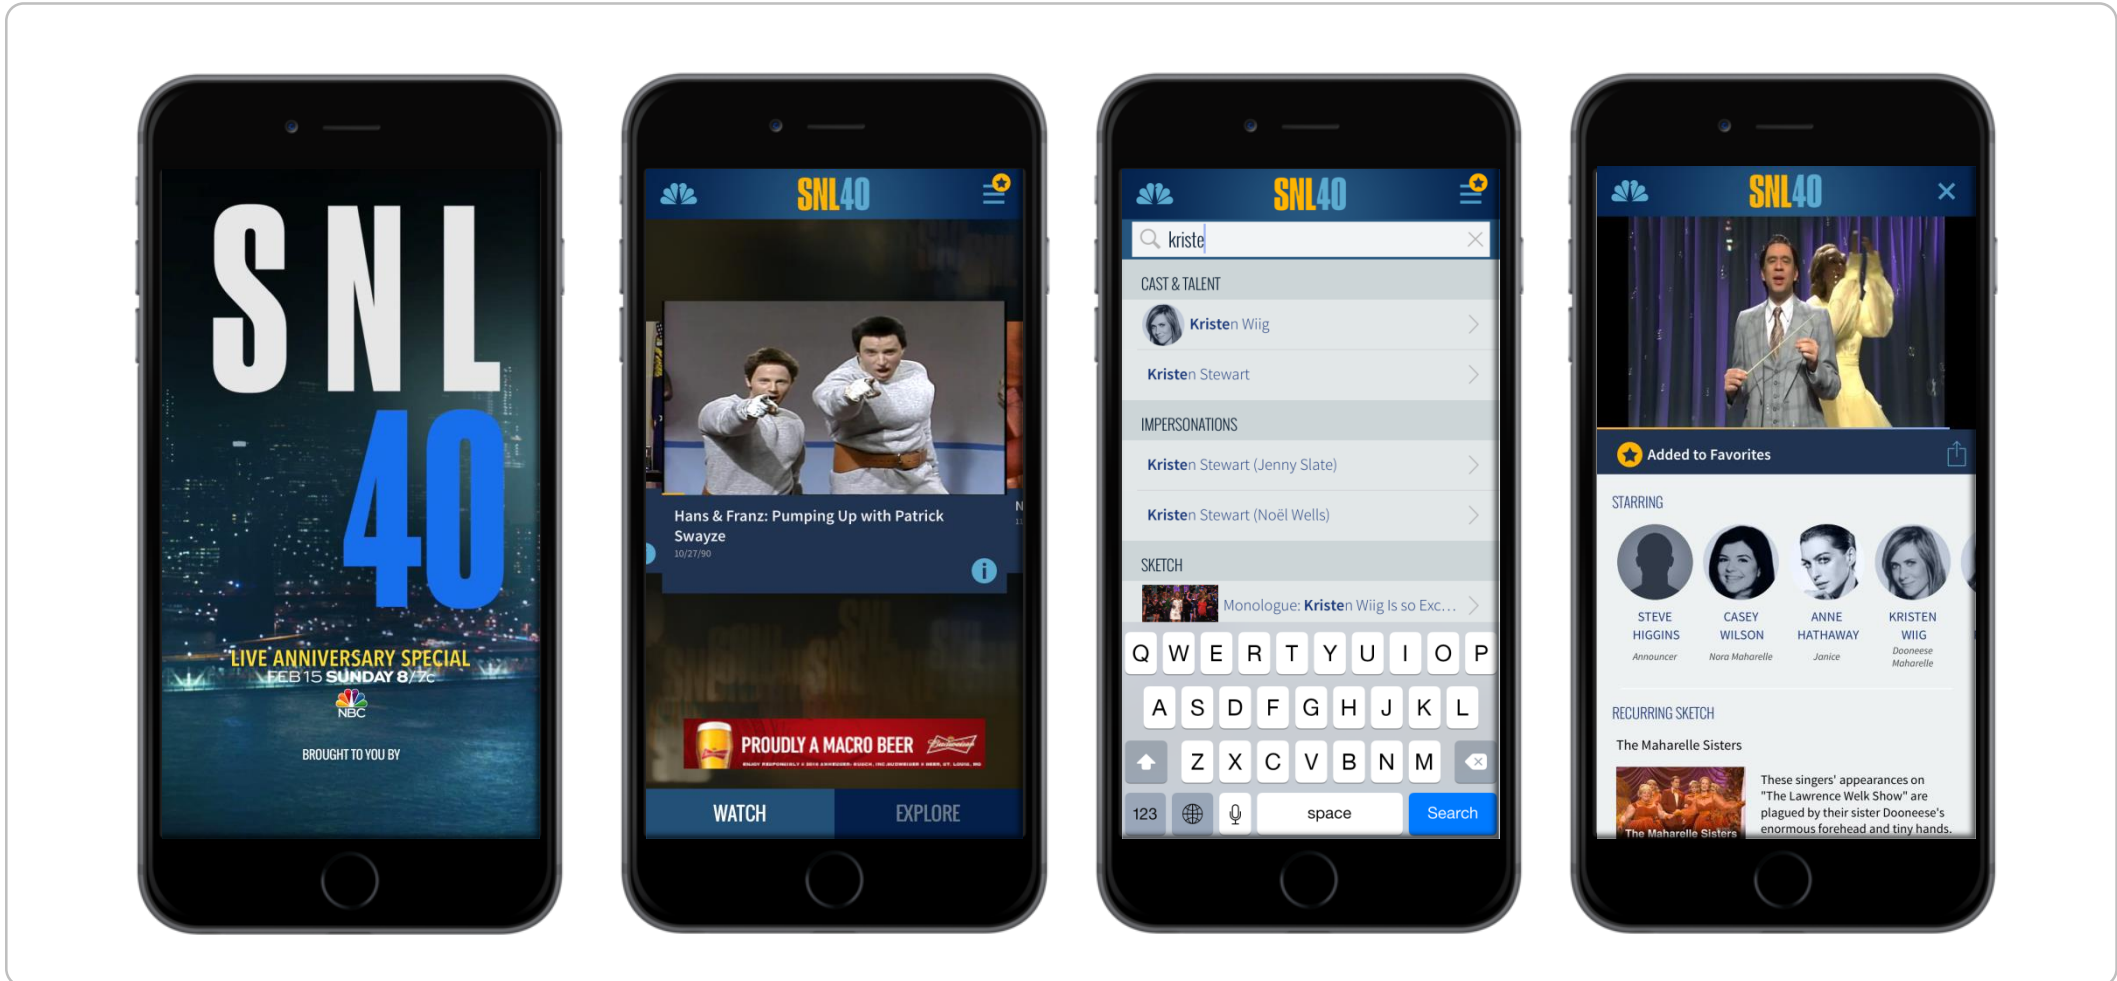 SNL
40
LIVE ANNIVERSARY SPECIAL
FEB 15 SUNDAY 8/7c
NBC
BROUGHT TO YOU BY
SNL40
Hans & Franz: Pumping Up with Patrick
Swayze
10/27/90
N
PROUDLY A MACRO BEER Budweiser
WATCH
EXPLORE
SNL40
kriste
CAST & TALENT
Kristen Wiig
Kristen Stewart
IMPERSONATIONS
Kristen Stewart (Jenny Slate)
Kristen Stewart (Noël Wells)
SKETCH
Monologue: Kristen Wiig Is so Exc...
Q W E R T Y U I O P
A S D F G H J K L
Z X C V B N M
123 space Search
SNL40
Added to Favorites
STARRING
STEVE
HIGGINS
Announcer
CASEY
WILSON
Nora Maharelle
ANNE
HATHAWAY
Janice
KRISTEN
WIIG
Dooneese
Maharelle
RECURRING SKETCH
The Maharelle Sisters
The Maharelle Sisters
These singers' appearances on
"The Lawrence Welk Show" are
plagued by their sister Dooneese's
enormous forehead and tiny hands.